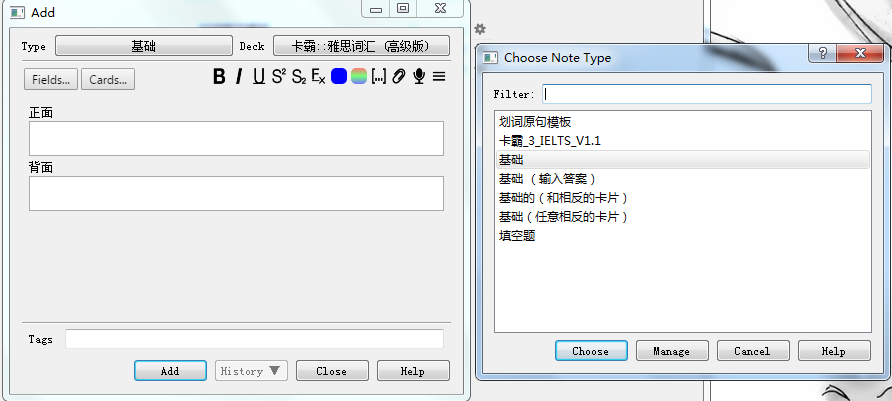 Add
Type 基础 Deck 卡霸::雅思词汇 (高级版)
Fields... Cards... B I U S² S₂ Eₓ [...]
正面
背面
Tags
Add History ▼ Close Help
Choose Note Type
Filter:
划词原句模板
卡霸_3_IELTS_V1.1
基础
基础 （输入答案）
基础的（和相反的卡片）
基础（任意相反的卡片）
填空题
Choose Manage Cancel Help